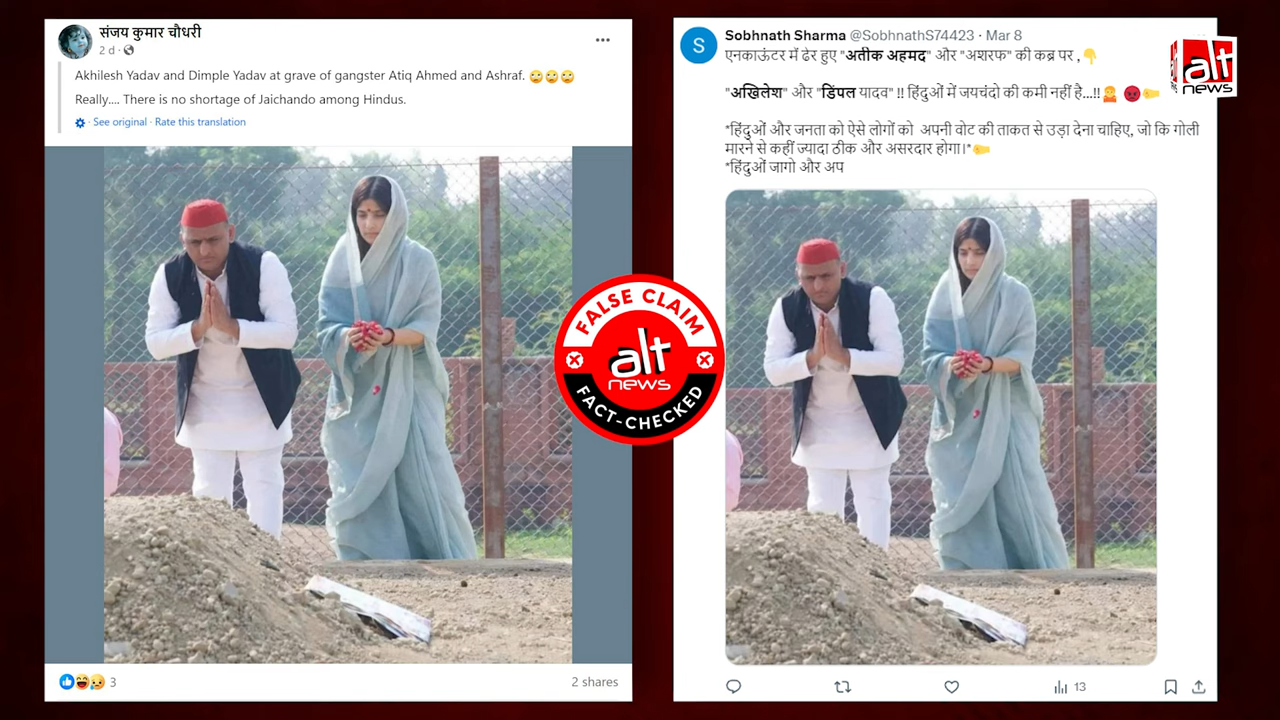 संजय कुमार चौधरी
2 d ·
Akhilesh Yadav and Dimple Yadav at grave of gangster Atiq Ahmed and Ashraf. 🙄🙄🙄
Really.... There is no shortage of Jaichando among Hindus.
· See original · Rate this translation
3
2 shares
FALSE CLAIM
alt
news
FACT-CHECKED
S
Sobhnath Sharma @SobhnathS74423 · Mar 8
एनकाऊंटर में ढेर हुए "अतीक अहमद" और "अशरफ" की कब्र पर ,👇
"अखिलेश" और "डिंपल यादव" !! हिंदुओं में जयचंदो की कमी नहीं है...!!🤷😡🤛
*हिंदुओं और जनता को ऐसे लोगों को अपनी वोट की ताकत से उड़ा देना चाहिए, जो कि गोली
मारने से कहीं ज्यादा ठीक और असरदार होगा।*🤛
*हिंदुओं जागो और अप
13
alt
news